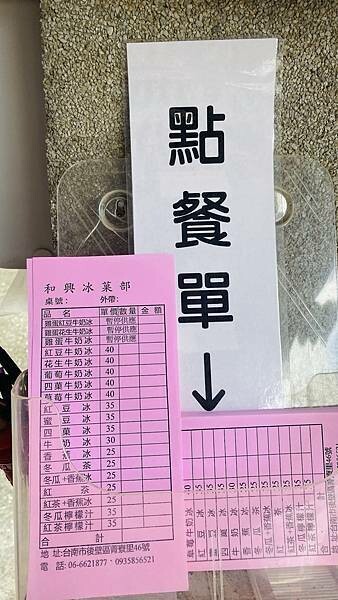 點餐單↓
和興冰菓部
桌號： 外帶：
品 名 單價 數量 金 額
雞蛋紅豆牛奶冰 暫停供應
雞蛋花生牛奶冰 暫停供應
雞蛋牛奶冰 暫停供應
紅豆牛奶冰 40
花生牛奶冰 40
葡萄牛奶冰 40
四菓牛奶冰 40
草莓牛奶冰 40
紅豆冰 35
蜜豆冰 35
四菓冰 35
牛奶冰 30
香蕉冰 25
冬瓜茶 25
冬瓜+香蕉冰 25
紅茶 25
紅茶+香蕉冰 25
冬瓜檸檬汁 35
紅茶檸檬汁 35
合 計
地 址:台南市後壁區菁寮里46號
電 話: 06-6621877、0935856521